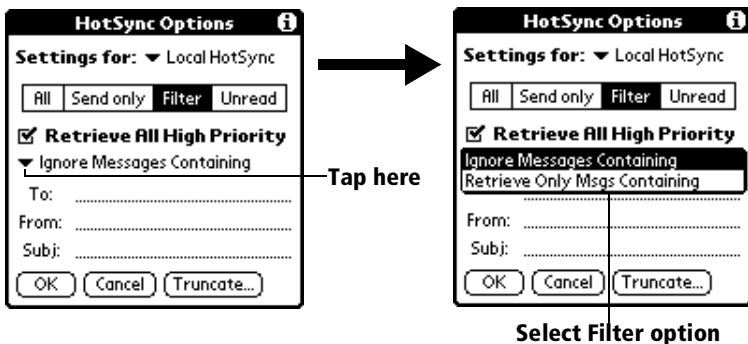 HotSync Options i
Settings for: Local HotSync
All Send only Filter Unread
Retrieve All High Priority
Ignore Messages Containing
To:
From:
Subj:
OK Cancel Truncate...
Tap here
HotSync Options i
Settings for: Local HotSync
All Send only Filter Unread
Retrieve All High Priority
Ignore Messages Containing
Retrieve Only Msgs Containing
From:
Subj:
OK Cancel Truncate...
Select Filter option